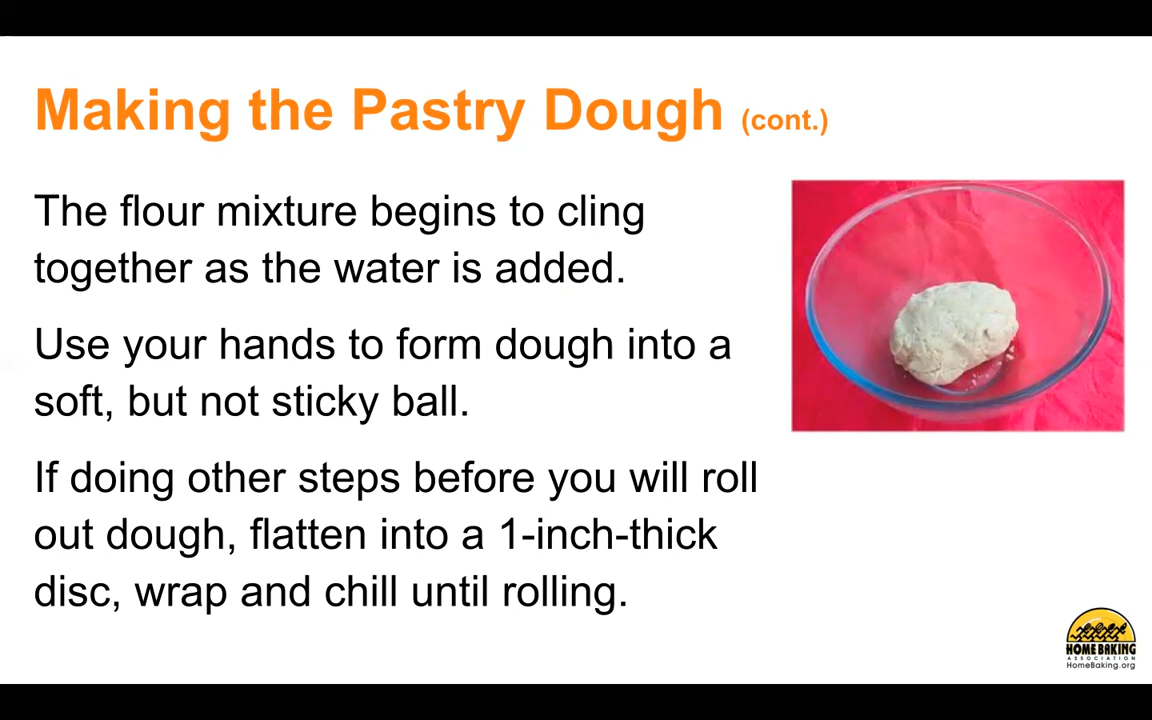 Making the Pastry Dough (cont.)
The flour mixture begins to cling
together as the water is added.
Use your hands to form dough into a
soft, but not sticky ball.
If doing other steps before you will roll
out dough, flatten into a 1-inch-thick
disc, wrap and chill until rolling.
HOME BAKING
ASSOCIATION
HomeBaking.org